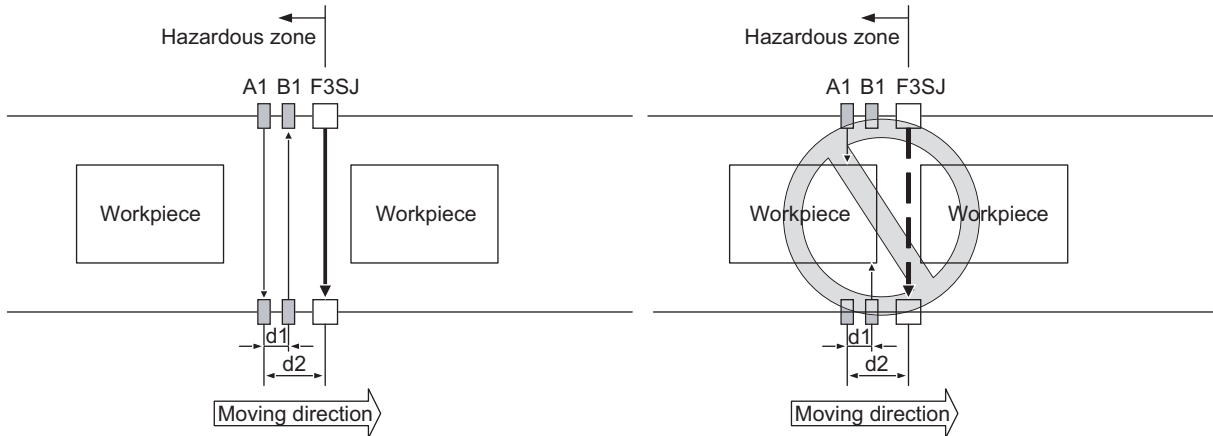 Hazardous zone
A1 B1 F3SJ
Workpiece Workpiece
d1
d2
Moving direction
Hazardous zone
A1 B1 F3SJ
Workpiece Workpiece
d1
d2
Moving direction